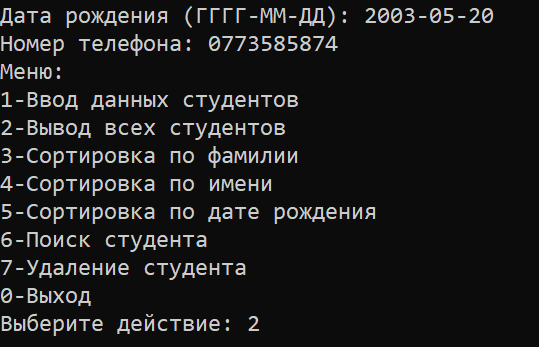 Дата рождения (ГГГГ-ММ-ДД): 2003-05-20
Номер телефона: 0773585874
Меню:
1-Ввод данных студентов
2-Вывод всех студентов
3-Сортировка по фамилии
4-Сортировка по имени
5-Сортировка по дате рождения
6-Поиск студента
7-Удаление студента
0-Выход
Выберите действие: 2